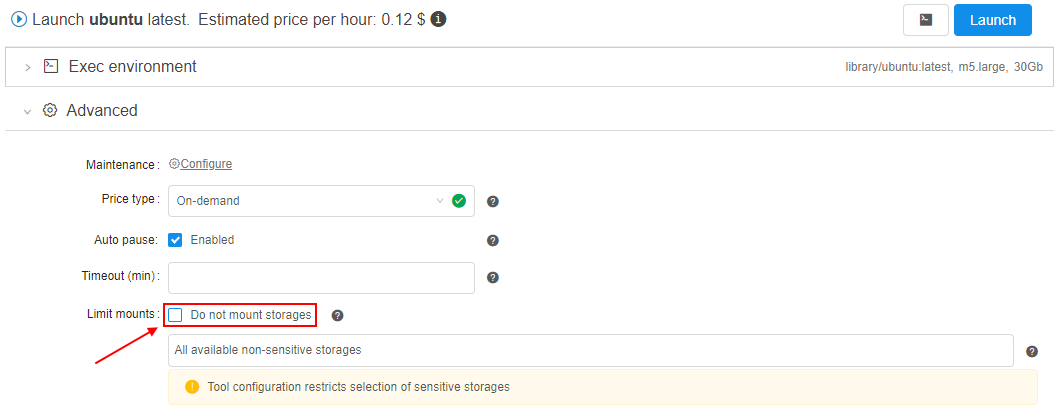 Launch ubuntu latest. Estimated price per hour: 0.12 $
Launch
Exec environment
library/ubuntu:latest, m5.large, 30Gb
Advanced
Maintenance: Configure
Price type: On-demand
Auto pause: Enabled
Timeout (min):
Limit mounts: Do not mount storages
All available non-sensitive storages
Tool configuration restricts selection of sensitive storages